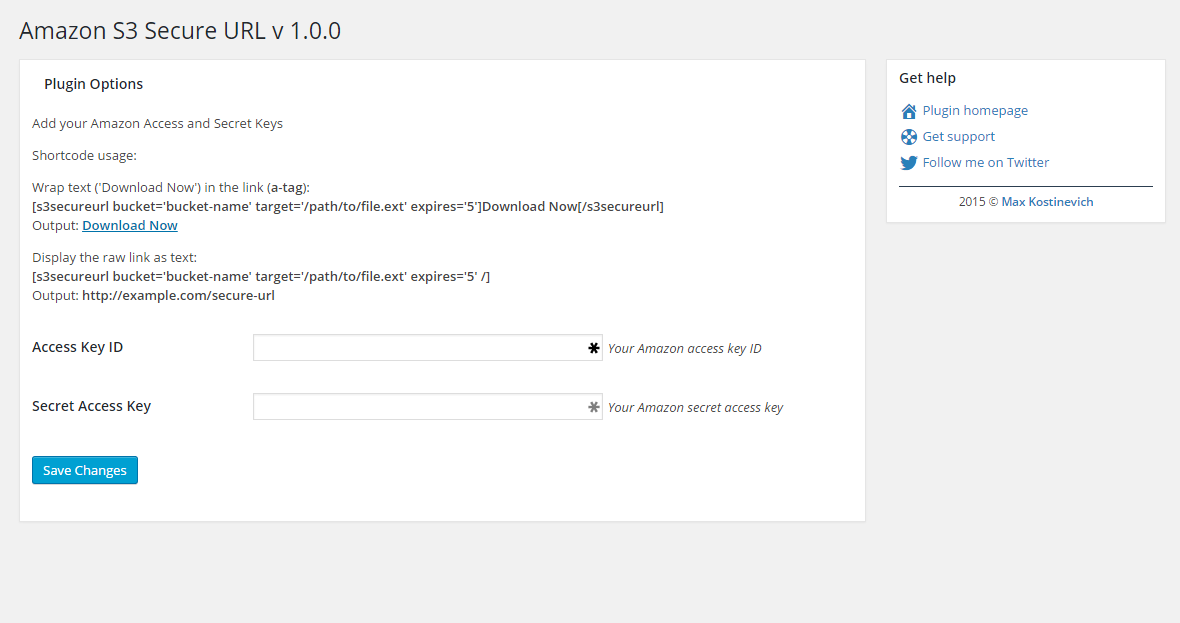 Amazon S3 Secure URL v 1.0.0
Plugin Options
Add your Amazon Access and Secret Keys
Shortcode usage:
Wrap text ('Download Now') in the link (a-tag):
[s3secureurl bucket='bucket-name' target='/path/to/file.ext' expires='5']Download Now[/s3secureurl]
Output: Download Now
Display the raw link as text:
[s3secureurl bucket='bucket-name' target='/path/to/file.ext' expires='5' /]
Output: http://example.com/secure-url
Access Key ID
Your Amazon access key ID
Secret Access Key
Your Amazon secret access key
Save Changes
Get help
Plugin homepage
Get support
Follow me on Twitter
2015 © Max Kostinevich